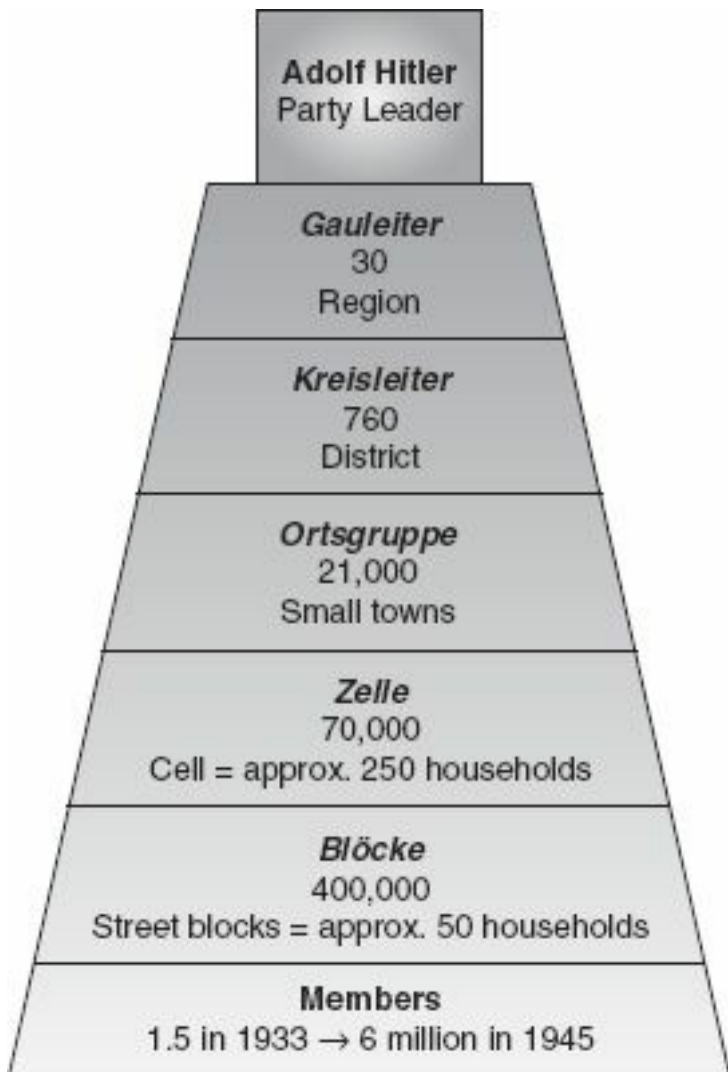 Adolf Hitler
Party Leader
Gauleiter
30
Region
Kreisleiter
760
District
Ortsgruppe
21,000
Small towns
Zelle
70,000
Cell = approx. 250 households
Blöcke
400,000
Street blocks = approx. 50 households
Members
1.5 in 1933 → 6 million in 1945